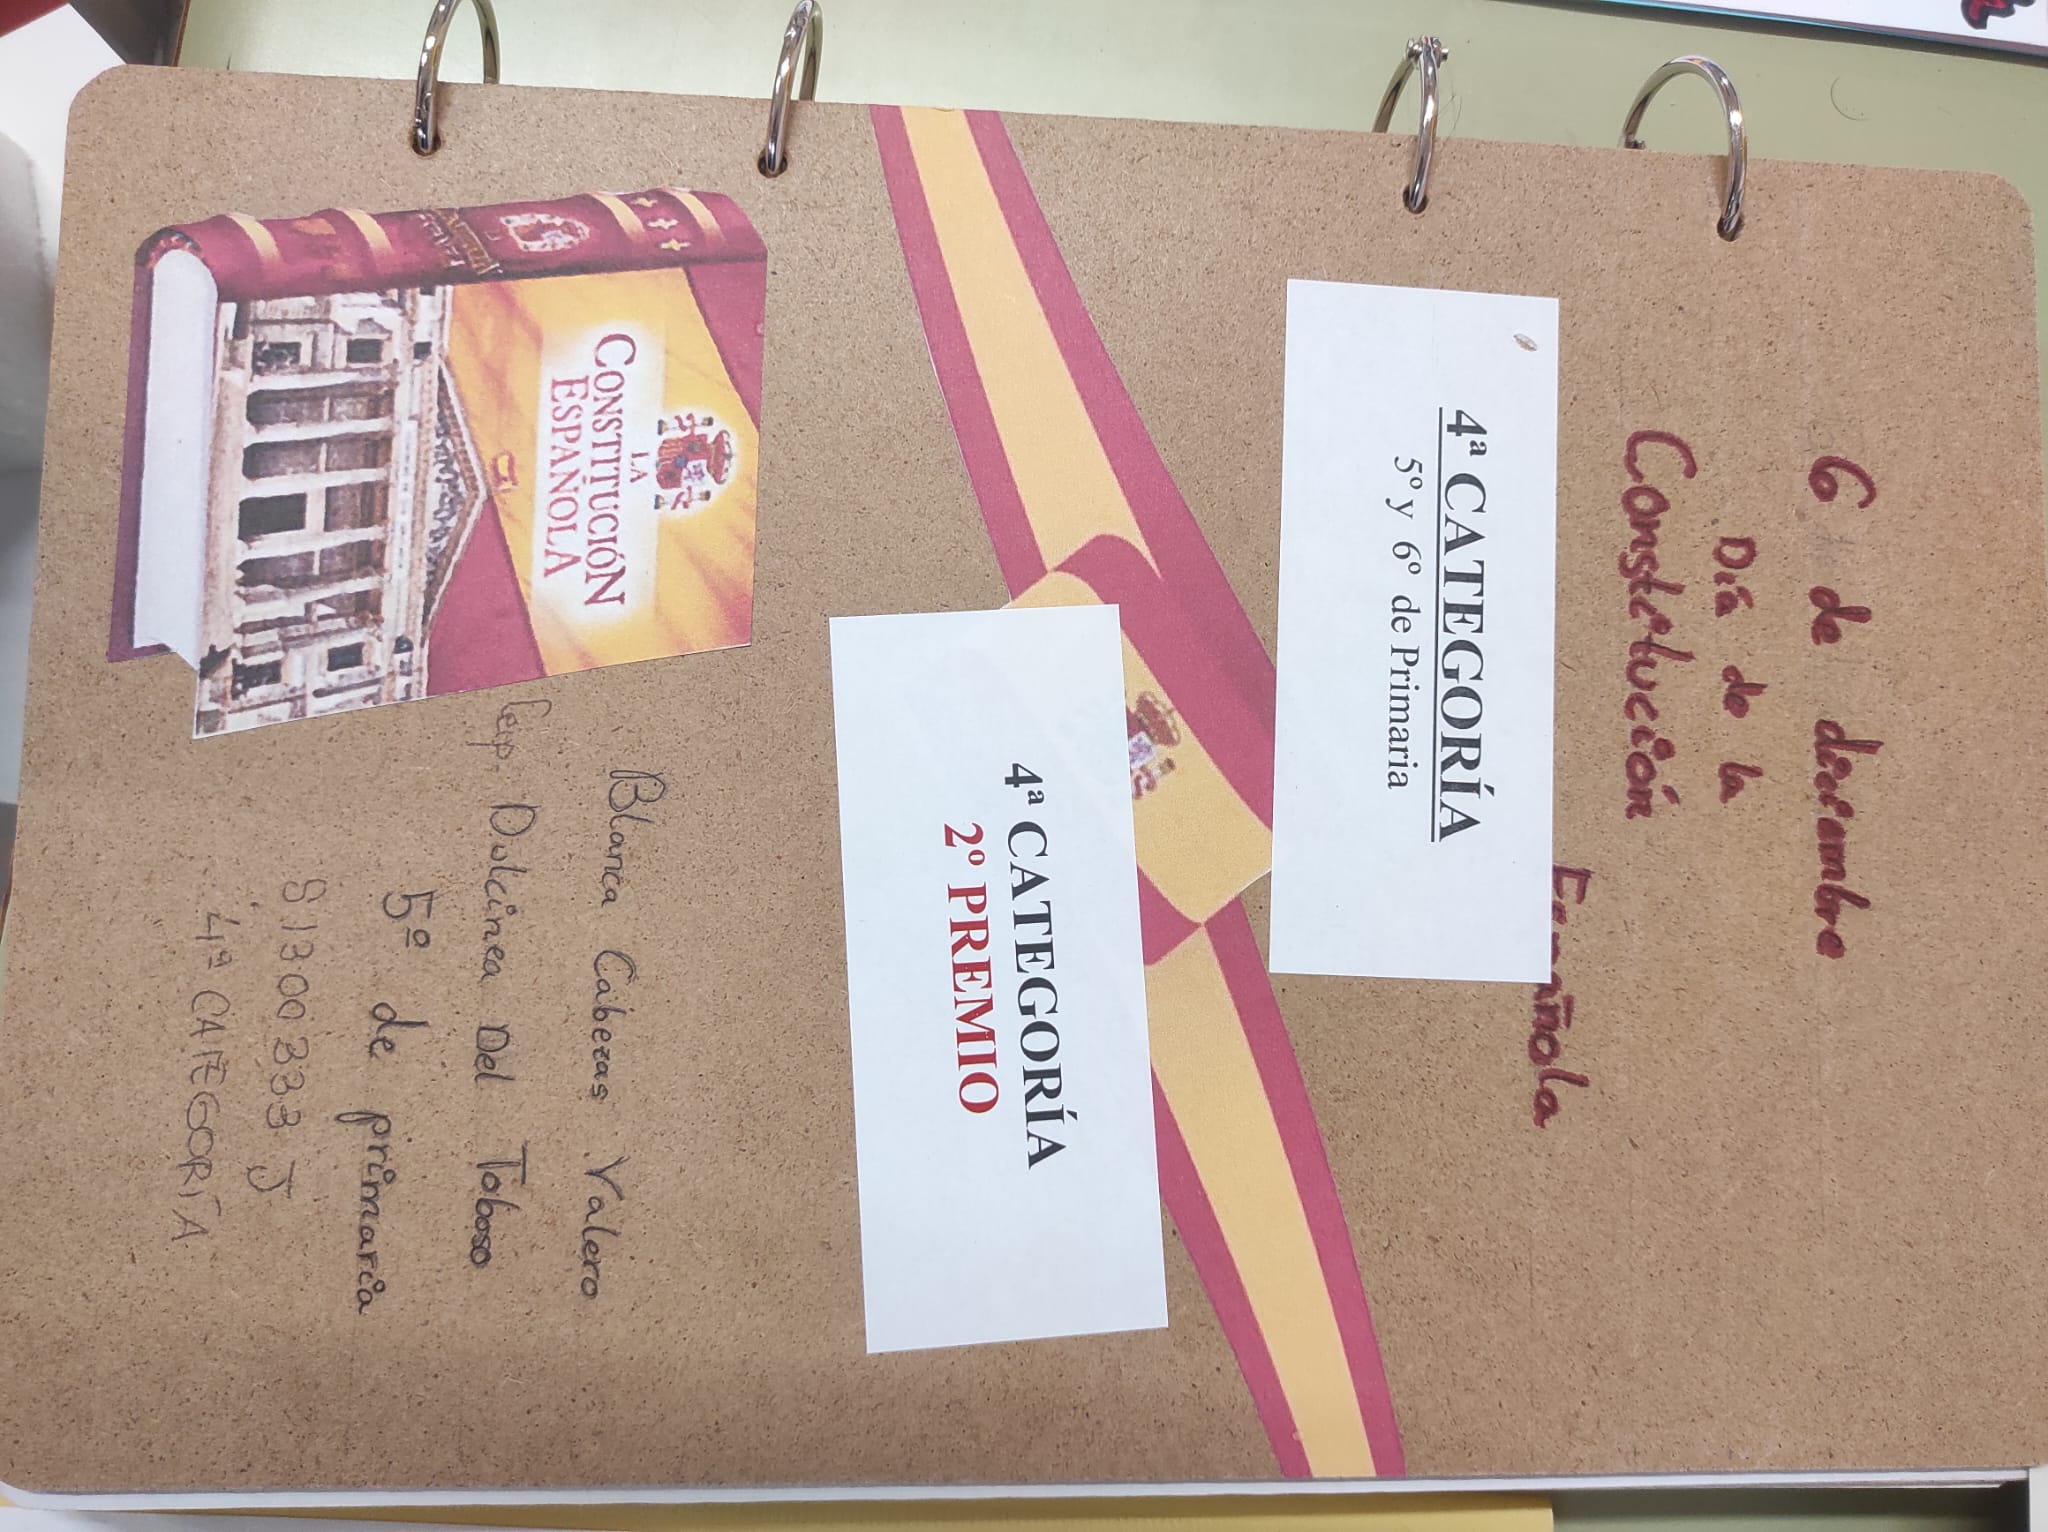 6 de diciembre
Día de la
Constitución
Española
4ª CATEGORÍA
5º y 6º de Primaria
4ª CATEGORÍA
2º PREMIO
LA
CONSTITUCIÓN
ESPAÑOLA
Blanca Cabezas Valero
Ceip. Dulcinea Del Toboso
5º de primaria
S1300333J
4ª CATEGORÍA